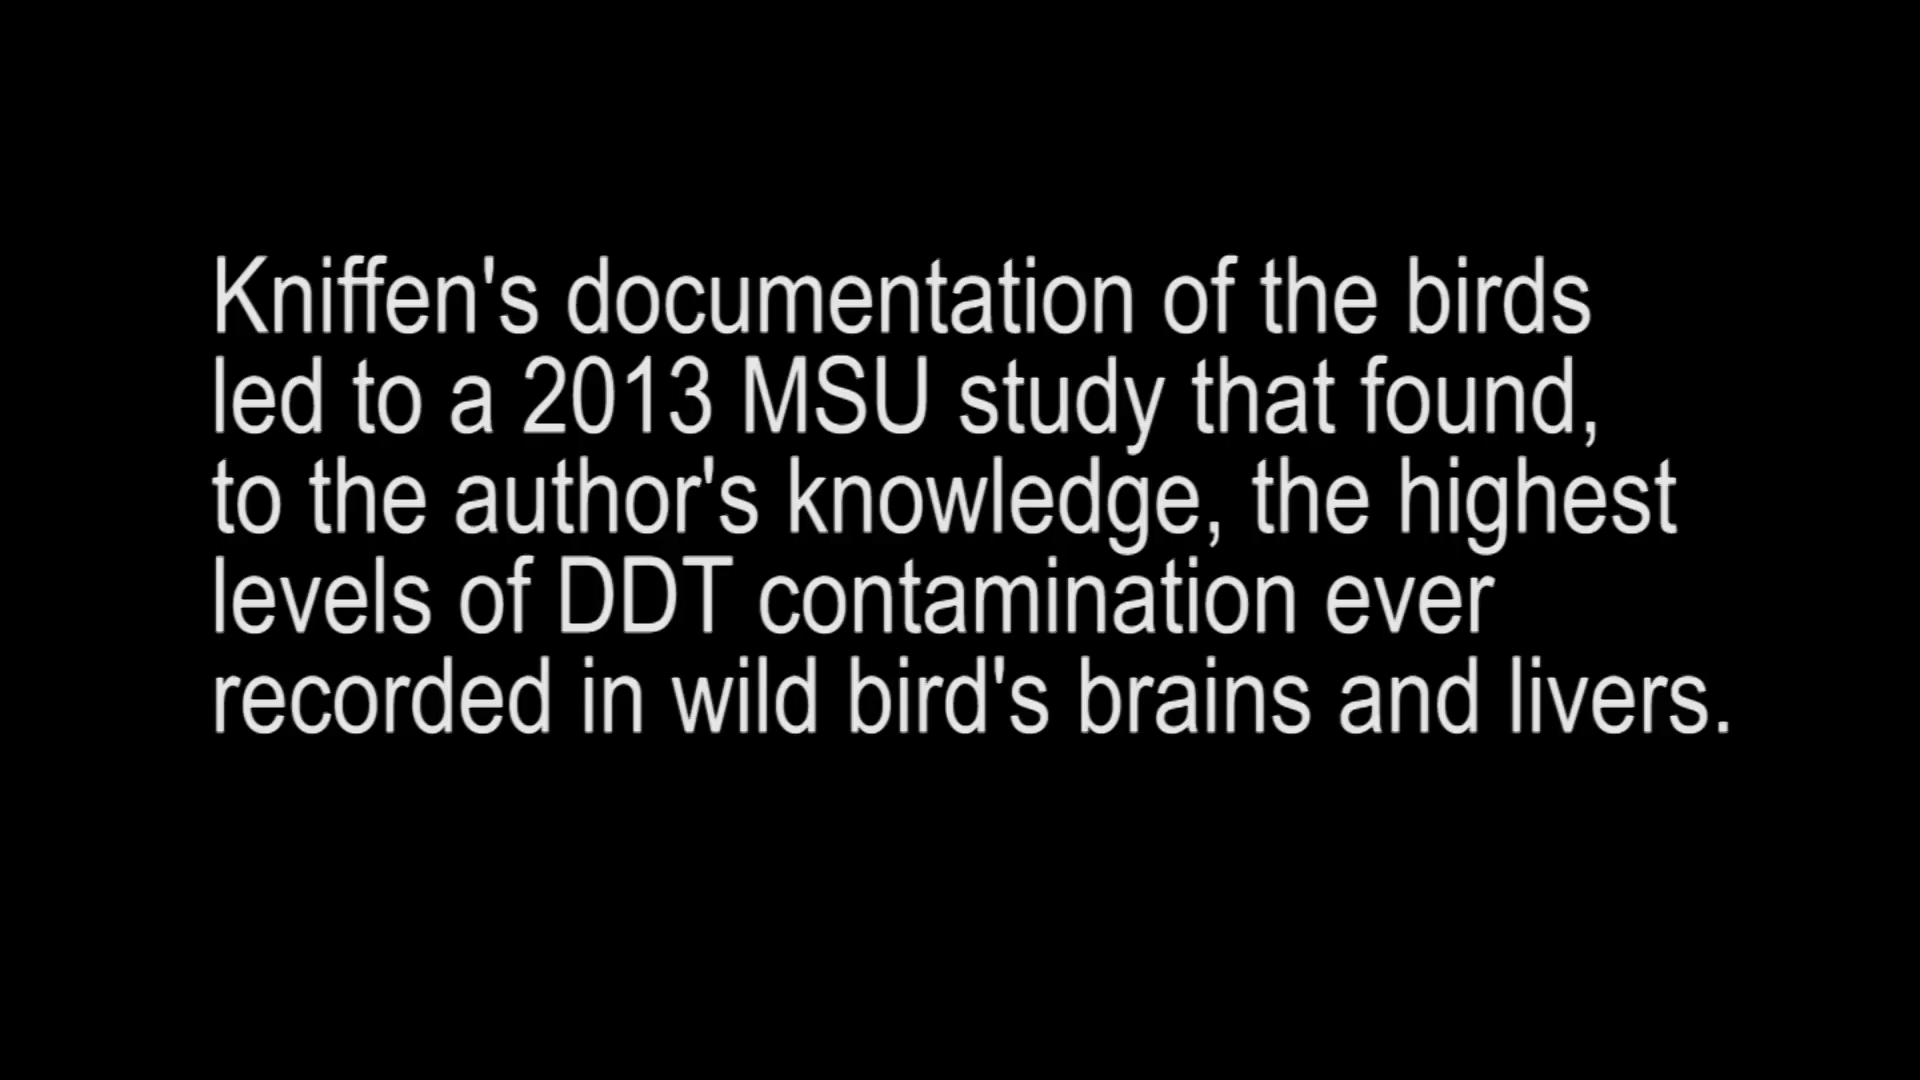 Kniffen's documentation of the birds
led to a 2013 MSU study that found,
to the author's knowledge, the highest
levels of DDT contamination ever
recorded in wild bird's brains and livers.